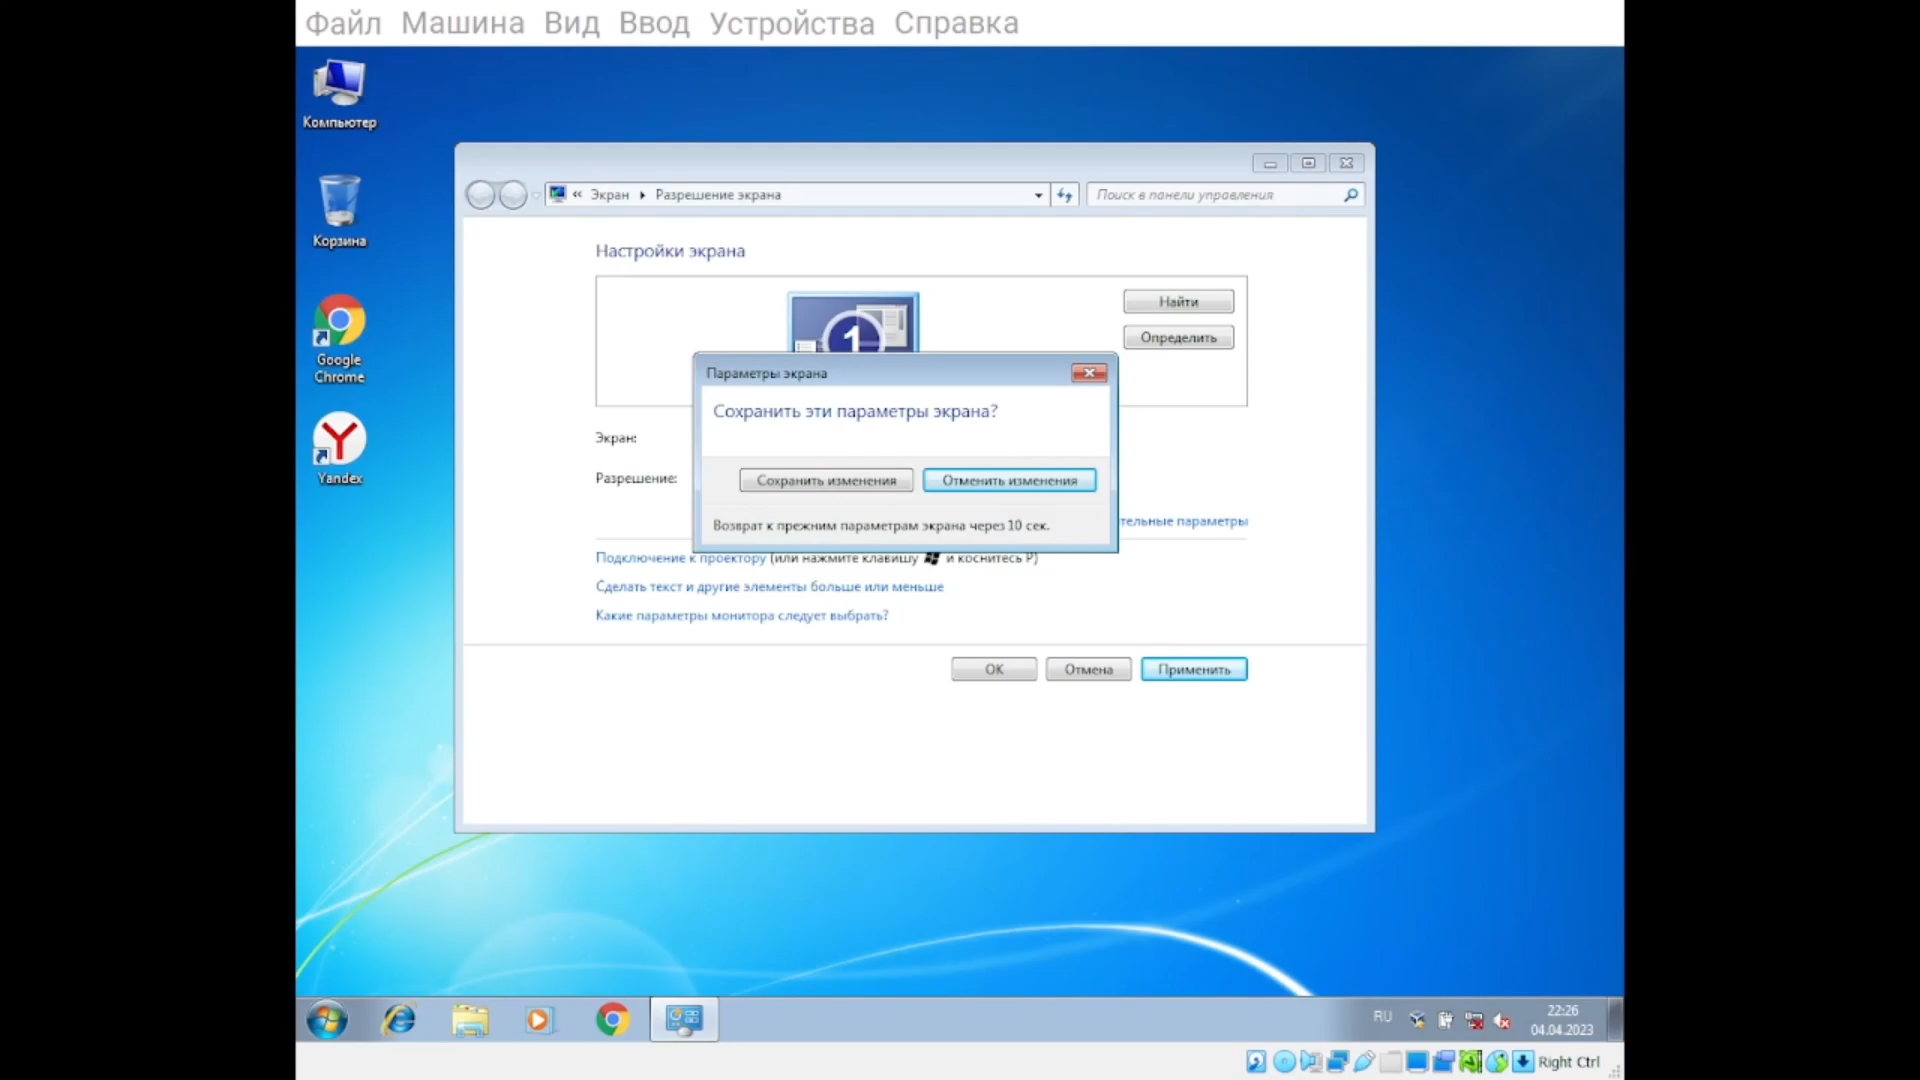 Файл Машина Вид Ввод Устройства Справка
Компьютер
Корзина
Google
Chrome
Yandex
« Экран Разрешение экрана
Поиск в панели управления
Настройки экрана
1
Найти
Определить
Параметры экрана
Сохранить эти параметры экрана?
Сохранить изменения
Отменить изменения
Возврат к прежним параметрам экрана через 10 сек.
Экран:
Разрешение:
тельные параметры
Подключение к проектору (или нажмите клавишу и коснитесь P)
Сделать текст и другие элементы больше или меньше
Какие параметры монитора следует выбрать?
ОК
Отмена
Применить
RU
22:26
04.04.2023
Right Ctrl